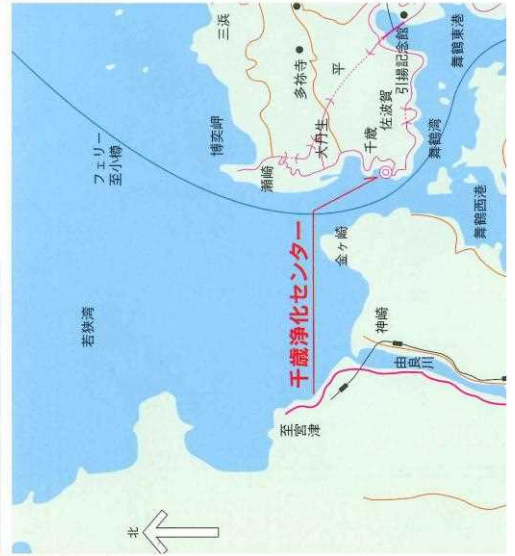 フェリー
至小樽
三浜
多祢寺
博奕岬
瀬崎
大丹生
平
引揚記念館
佐波賀
千歳
舞鶴東港
舞鶴湾
舞鶴西港
若狭湾
金ヶ崎
千歳浄化センター
神崎
由良川
至宮津
北